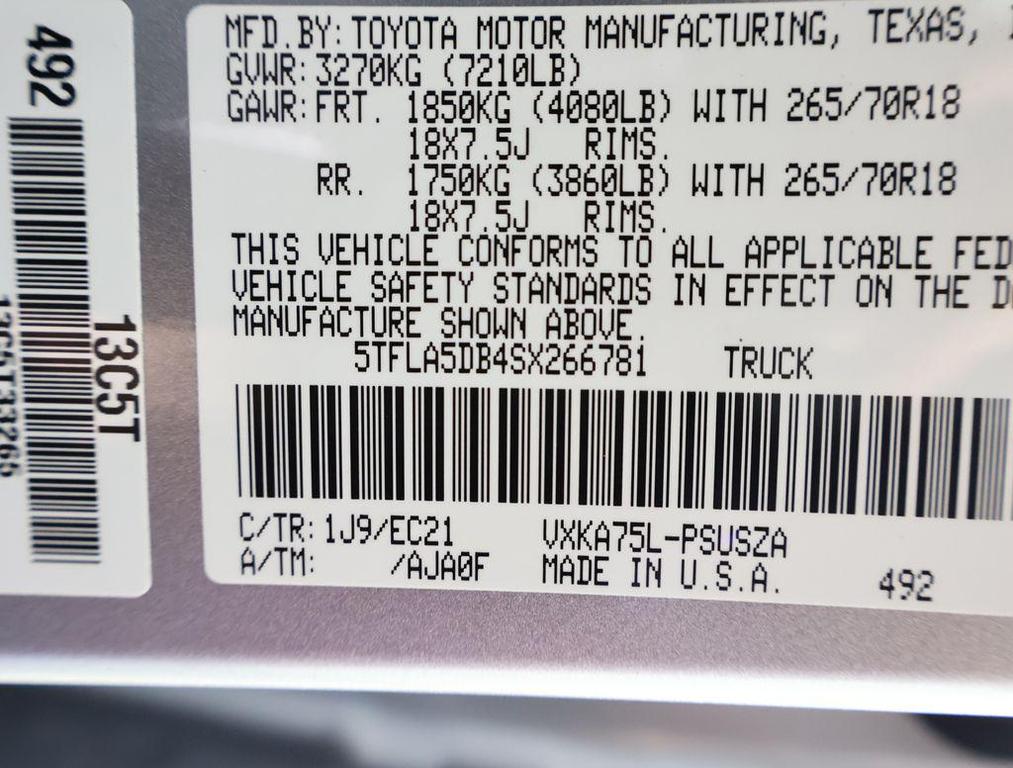 MFD.BY:TOYOTA MOTOR MANUFACTURING, TEXAS,
GVWR:3270KG (7210LB)
GAWR:FRT. 1850KG (4080LB) WITH 265/70R18
18X7.5J RIMS.
RR. 1750KG (3860LB) WITH 265/70R18
18X7.5J RIMS.
THIS VEHICLE CONFORMS TO ALL APPLICABLE FED
VEHICLE SAFETY STANDARDS IN EFFECT ON THE
MANUFACTURE SHOWN ABOVE.
5TFLA5DB4SX266781 TRUCK
C/TR:1J9/EC21 VXKA75L-PSUSZA
A/TM: /AJA0F MADE IN U.S.A. 492
492
13C5T